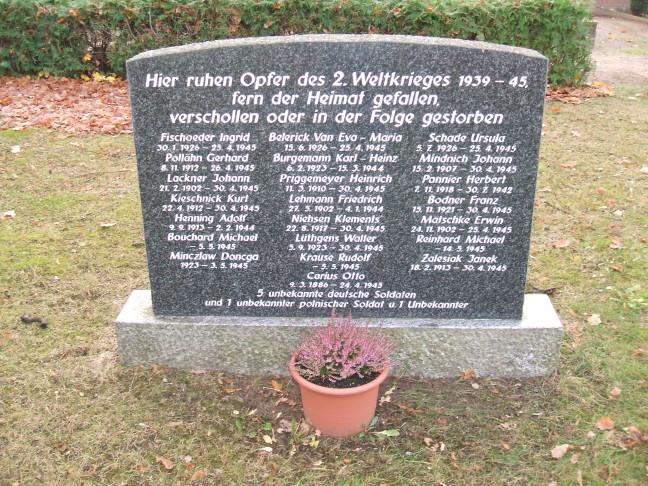 Hier ruhen Opfer des 2. Weltkrieges 1939 - 45,
fern der Heimat gefallen,
verschollen oder in der Folge gestorben
Fischoeder Ingrid
30. 1. 1926 - 25. 4. 1945
Pollähn Gerhard
8. 11. 1912 - 26. 4. 1945
Lackner Johann
21. 2. 1902 - 30. 4. 1945
Kieschnick Kurt
22. 4. 1912 - 30. 4. 1945
Henning Adolf
9. 9. 1913 - 2. 2. 1944
Bouchard Michael
- 5. 5. 1945
Minczlaw Doncga
1923 - 3. 5. 1945
Belerick Van Eva - Maria
15. 6. 1926 - 25. 4. 1945
Burgemann Karl - Heinz
6. 2. 1923 - 15. 3. 1944
Priggemeyer Heinrich
11. 3. 1910 - 30. 4. 1945
Lehmann Friedrich
27. 5. 1902 - 4. 1. 1944
Niehsen Klements
22. 8. 1917 - 30. 4. 1945
Lüthgens Walter
5. 9. 1923 - 30. 4. 1945
Krause Rudolf
- 5. 5. 1945
Carius Otto
9. 3. 1886 - 24. 4. 1945
Schade Ursula
5. 7. 1926 - 25. 4. 1945
Mindnich Johann
15. 2. 1907 - 30. 4. 1945
Pannier Herbert
7. 11. 1918 - 30. 7. 1942
Bodner Franz
15. 11. 1921 - 30. 4. 1945
Matschke Erwin
24. 11. 1902 - 25. 4. 1945
Reinhard Michael
- 14. 5. 1945
Zalesiak Janek
18. 2. 1913 - 30. 4. 1945
5 unbekannte deutsche Soldaten
und 1 unbekannter polnischer Soldat u. 1 Unbekannter